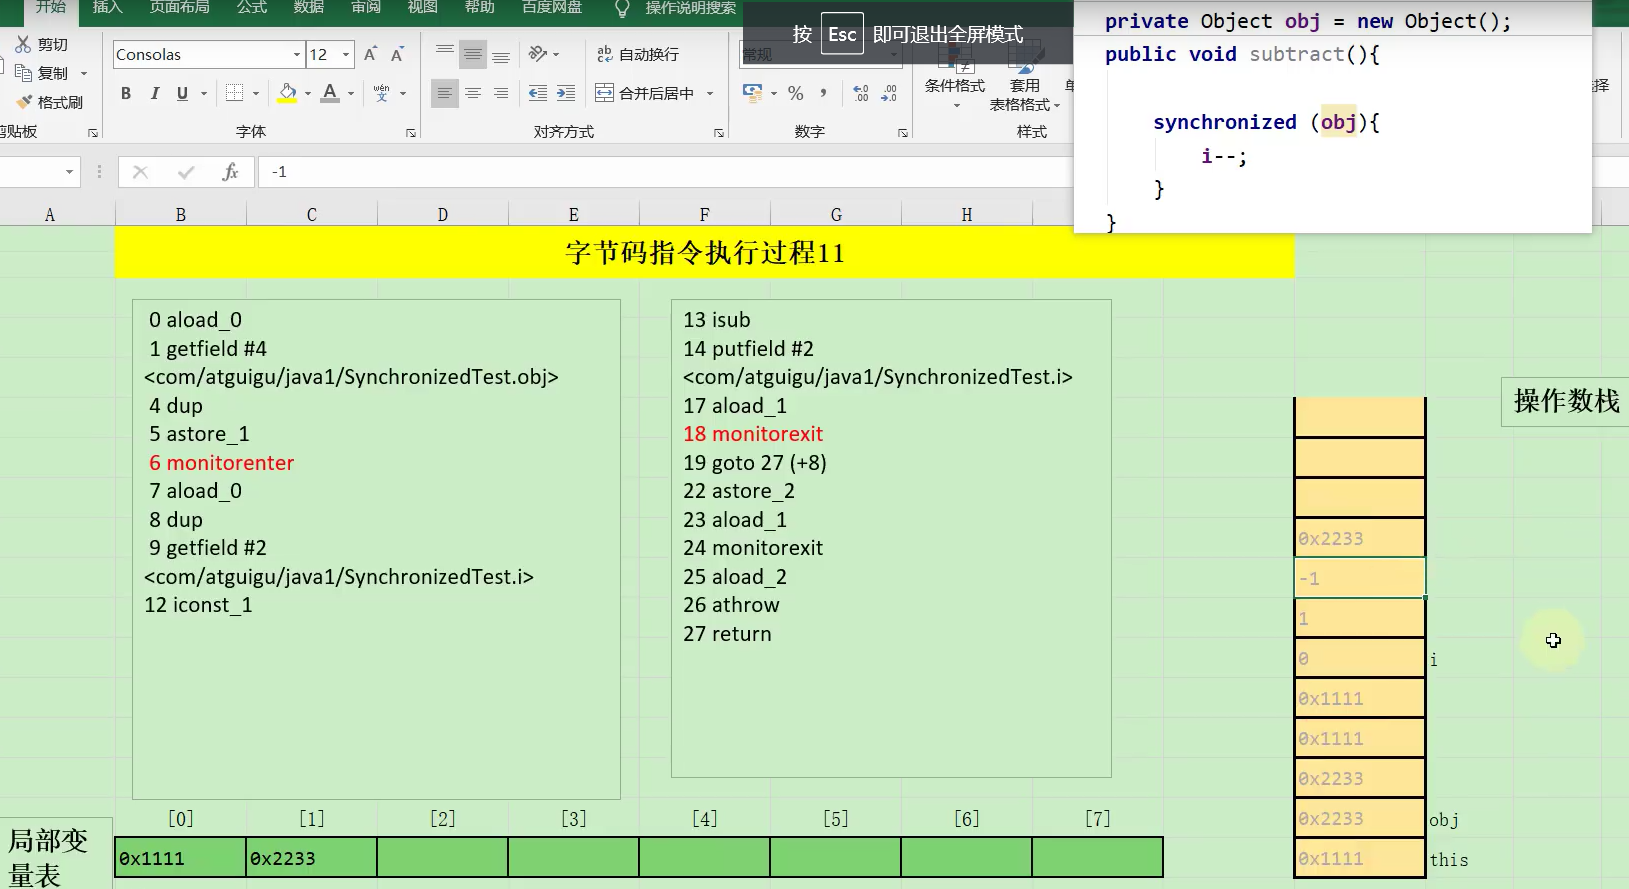 开始 插入 页面布局 公式 数据 审阅 视图 帮助 百度网盘 操作说明搜索
按 Esc 即可退出全屏模式
剪切
复制
格式刷
剪贴板
Consolas 12
B I U
字体
自动换行
合并后居中
对齐方式
常规
数字
条件格式
套用
表格格式
样式
fx -1
private Object obj = new Object();
public void subtract(){
synchronized (obj){
i--;
}
}
A B C D E F G H
字节码指令执行过程11
0 aload_0
1 getfield #4
<com/atguigu/java1/SynchronizedTest.obj>
4 dup
5 astore_1
6 monitorenter
7 aload_0
8 dup
9 getfield #2
<com/atguigu/java1/SynchronizedTest.i>
12 iconst_1
13 isub
14 putfield #2
<com/atguigu/java1/SynchronizedTest.i>
17 aload_1
18 monitorexit
19 goto 27 (+8)
22 astore_2
23 aload_1
24 monitorexit
25 aload_2
26 athrow
27 return
操作数栈
0x2233
-1
1
0 i
0x1111
0x1111
0x2233
0x2233 obj
0x1111 this
[0] [1] [2] [3] [4] [5] [6] [7]
局部变
量表
0x1111 0x2233